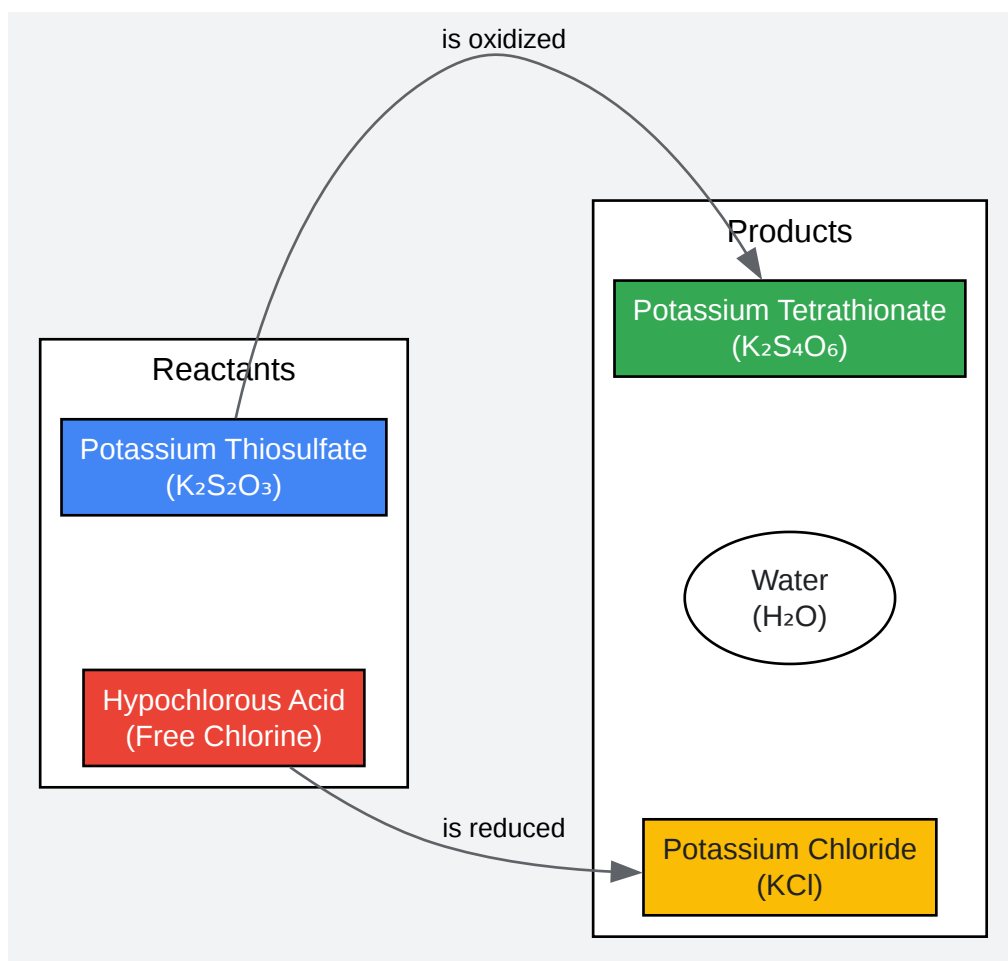 is oxidized
Products
Potassium Tetrathionate
(K₂S₄O₆)
Reactants
Potassium Thiosulfate
(K₂S₂O₃)
Water
(H₂O)
Hypochlorous Acid
(Free Chlorine)
is reduced
Potassium Chloride
(KCl)